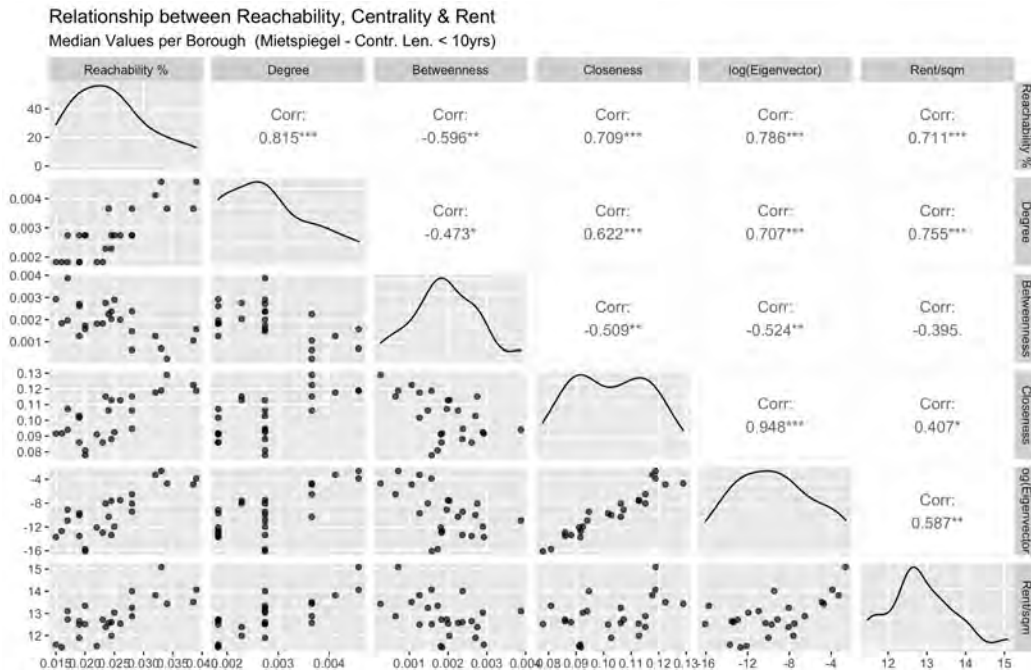 Relationship between Reachability, Centrality & Rent
Median Values per Borough (Mietspiegel - Contr. Len. < 10yrs)
Reachability % Degree Betweenness Closeness log(Eigenvector) Rent/sqm
40
20
0
Corr:
0.815***
Corr:
-0.596**
Corr:
0.709***
Corr:
0.786***
Corr:
0.711***
Reachability %
0.004
0.003
0.002
Corr:
-0.473*
Corr:
0.622***
Corr:
0.707***
Corr:
0.755***
Degree
0.004
0.003
0.002
0.001
Corr:
-0.509**
Corr:
-0.524**
Corr:
-0.395.
Betweenness
0.13
0.12
0.11
0.10
0.09
0.08
Corr:
0.948***
Corr:
0.407*
Closeness
-4
-8
-12
-16
Corr:
0.587**
log(Eigenvector)
15
14
13
12
Rent/sqm
0.015 0.020 0.025 0.030 0.035 0.040 0.002 0.003 0.004 0.001 0.002 0.003 0.004 0.08 0.09 0.10 0.11 0.12 0.13 -16 -12 -8 -4 12 13 14 15